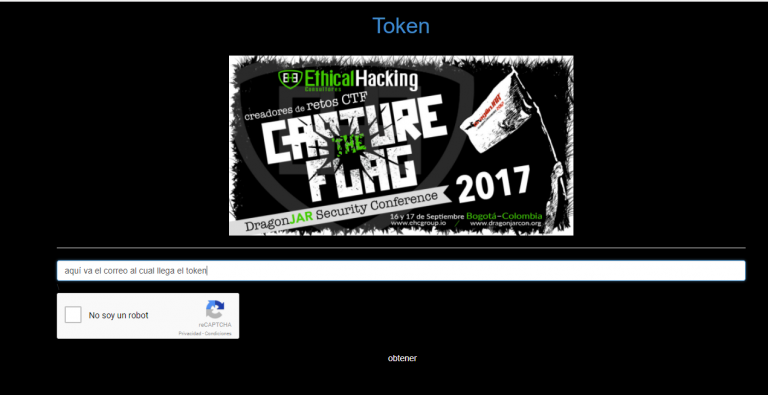 Token
EthicalHacking
Consultores
creadores de retos CTF
CAPTURE
THE
FLAG
2017
DragonJAR Security Conference
16 y 17 de Septiembre Bogotá-Colombia
www.ehcgroup.io / www.dragonjarcon.org
aquí va el correo al cual llega el token
No soy un robot
reCAPTCHA
Privacidad - Condiciones
obtener